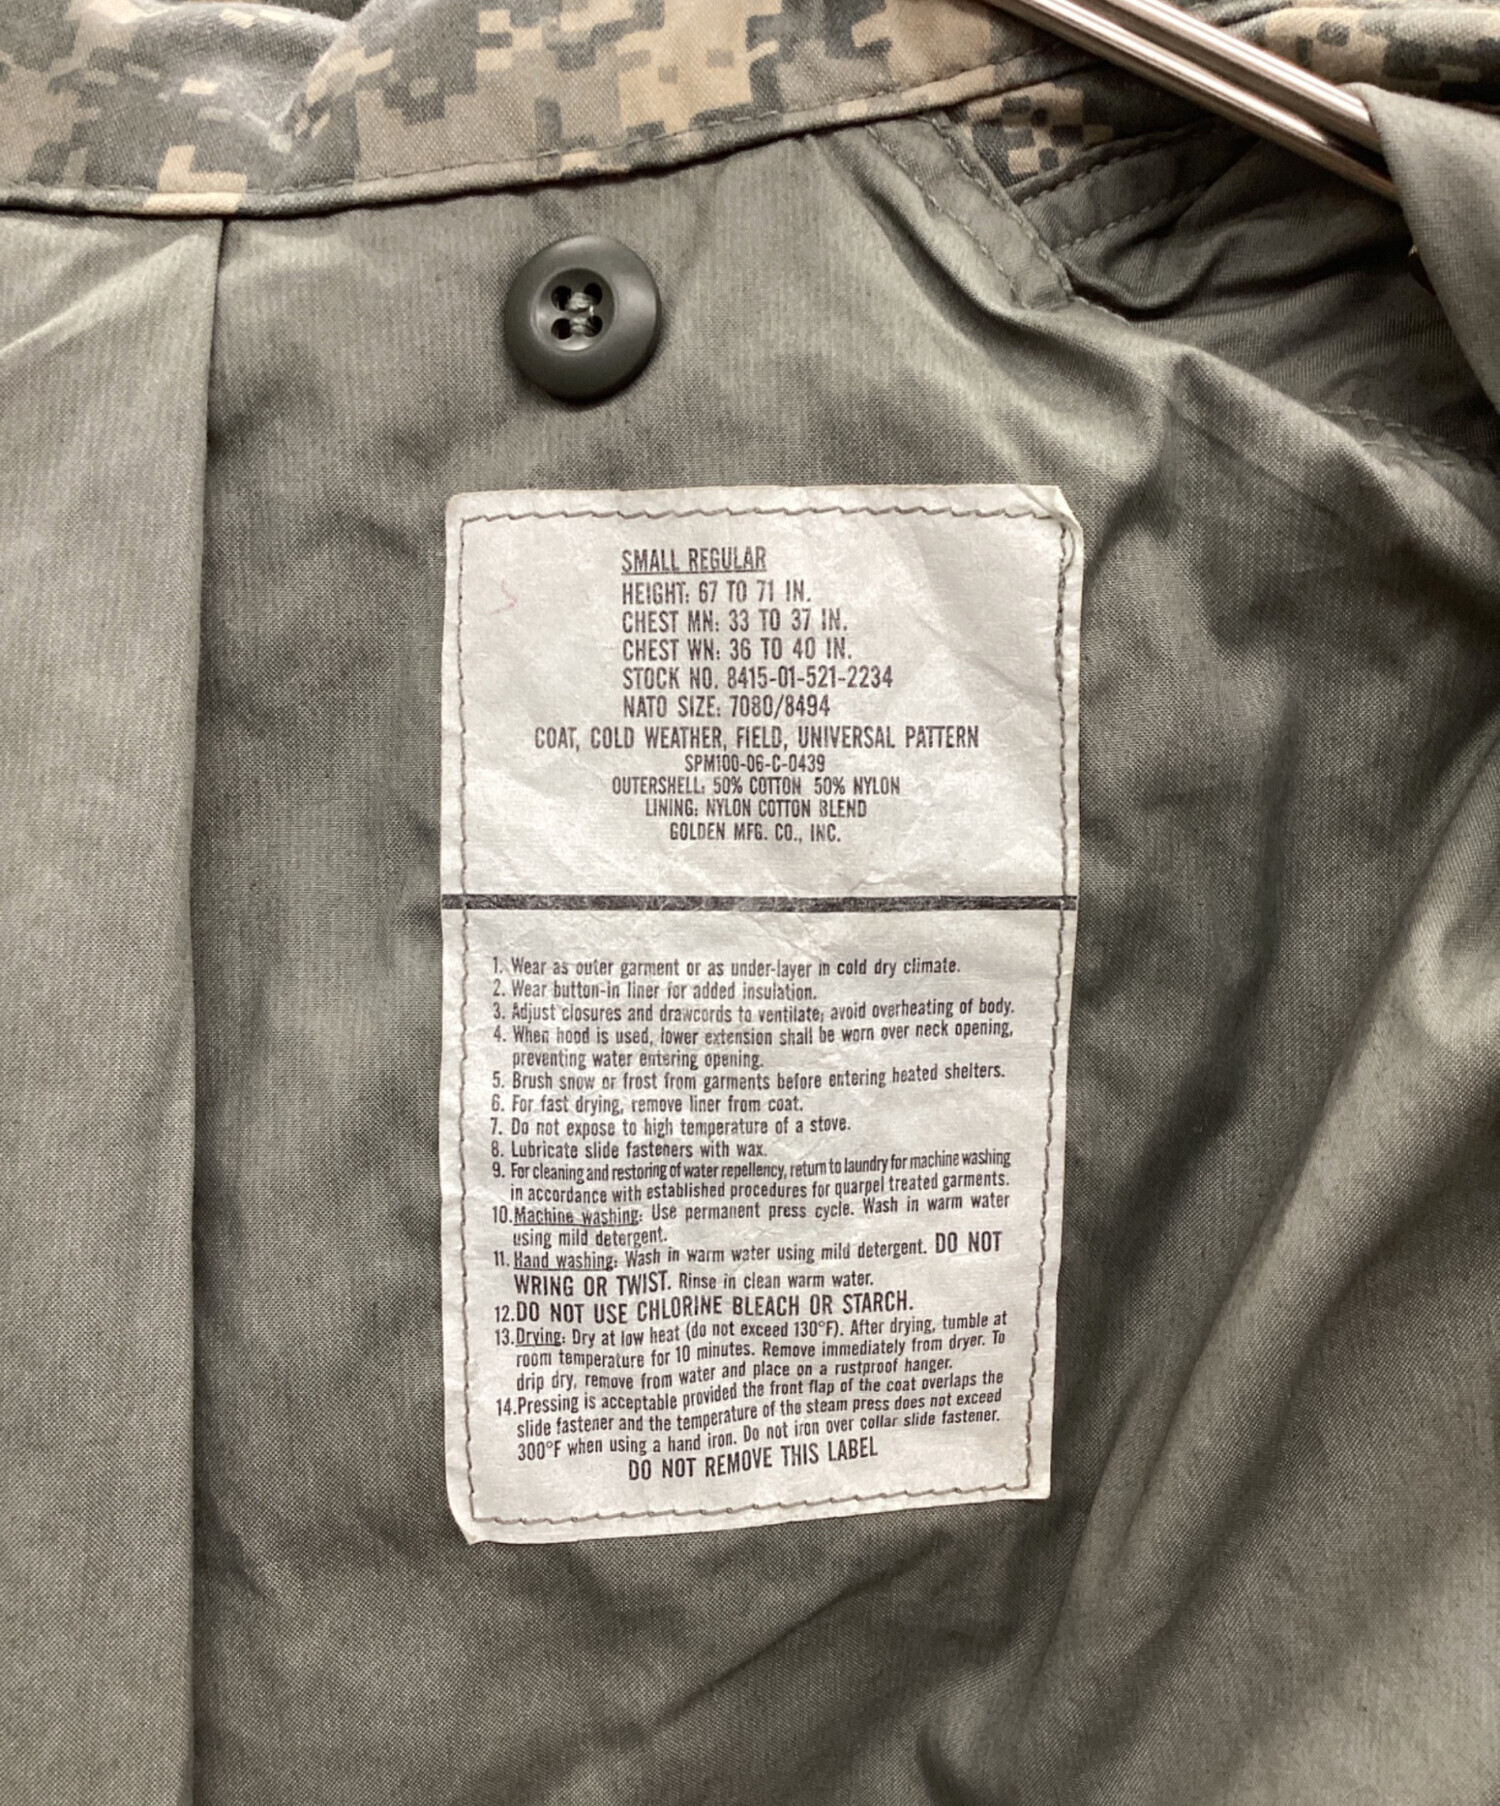 SMALL REGULAR
HEIGHT: 67 TO 71 IN.
CHEST MN: 33 TO 37 IN.
CHEST WN: 36 TO 40 IN.
STOCK NO. 8415-01-521-2234
NATO SIZE: 7080/8494
COAT, COLD WEATHER, FIELD, UNIVERSAL PATTERN
SPM100-06-C-0439
OUTERSHELL: 50% COTTON 50% NYLON
LINING: NYLON COTTON BLEND
GOLDEN MFG. CO., INC.
1. Wear as outer garment or as under-layer in cold dry climate.
2. Wear button-in liner for added insulation.
3. Adjust closures and drawcords to ventilate; avoid overheating of body.
4. When hood is used, lower extension shall be worn over neck opening,
preventing water entering opening.
5. Brush snow or frost from garments before entering heated shelters.
6. For fast drying, remove liner from coat.
7. Do not expose to high temperature of a stove.
8. Lubricate slide fasteners with wax.
9. For cleaning and restoring of water repellency, return to laundry for machine washing
in accordance with established procedures for quarpel treated garments.
10. Machine washing: Use permanent press cycle. Wash in warm water
using mild detergent.
11. Hand washing: Wash in warm water using mild detergent. DO NOT
WRING OR TWIST. Rinse in clean warm water.
12. DO NOT USE CHLORINE BLEACH OR STARCH.
13. Drying: Dry at low heat (do not exceed 130°F). After drying, tumble at
room temperature for 10 minutes. Remove immediately from dryer. To
drip dry, remove from water and place on a rustproof hanger.
14. Pressing is acceptable provided the front flap of the coat overlaps the
slide fastener and the temperature of the steam press does not exceed
300°F when using a hand iron. Do not iron over collar slide fastener.
DO NOT REMOVE THIS LABEL